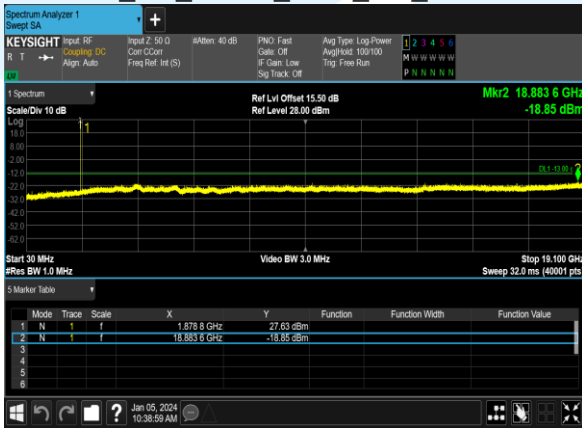 Spectrum Analyzer 1
Swept SA
+
KEYSIGHT Input: RF Input Z: 50 Ω #Atten: 40 dB PNO: Fast Avg Type: Log-Power 1 2 3 4 5 6
R T Coupling: DC Corr CCorr Gate: Off Avg|Hold: 100/100 M W W W W W
Align: Auto Freq Ref: Int (S) IF Gain: Low Trig: Free Run P N N N N N
Sig Track: Off
1 Spectrum Ref Lvl Offset 15.50 dB Mkr2 18.883 6 GHz
Scale/Div 10 dB Ref Level 28.00 dBm -18.85 dBm
Log
1
18.0
8.00
-2.00
-12.0 DL1 -13.00 2
-22.0
-32.0
-42.0
-52.0
-62.0
Start 30 MHz Video BW 3.0 MHz Stop 19.100 GHz
#Res BW 1.0 MHz Sweep 32.0 ms (40001 pts)
5 Marker Table
Mode Trace Scale X Y Function Function Width Function Value
1 N 1 f 1.878 8 GHz 27.63 dBm
2 N 1 f 18.883 6 GHz -18.85 dBm
3
4
5
6
? Jan 05, 2024
10:38:59 AM